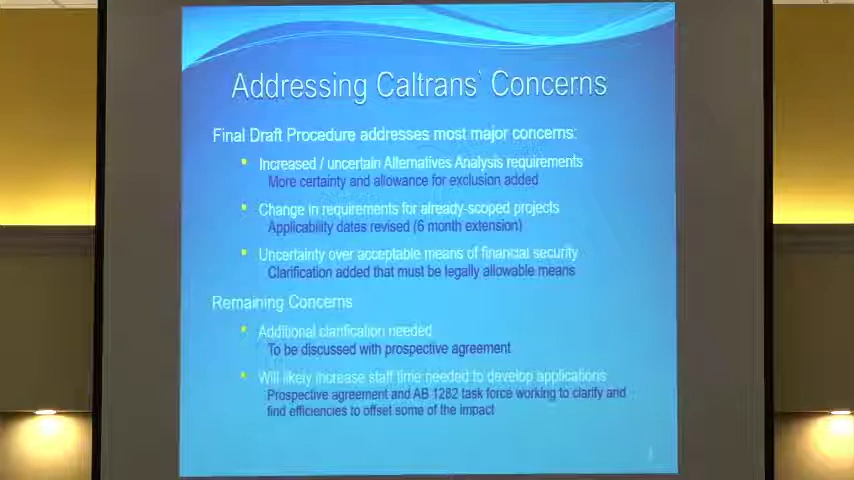 Addressing Caltrans` Concerns
Final Draft Procedure addresses most major concerns:
Increased / uncertain Alternatives Analysis requirements
More certainty and allowance for exclusion added
Change in requirements for already-scoped projects
Applicability dates revised (6 month extension)
Uncertainty over acceptable means of financial security
Clarification added that must be legally allowable means
Remaining Concerns
Additional clarification needed
To be discussed with prospective agreement
Will likely increase staff time needed to develop applications
Prospective agreement and AB 1282 task force working to clarify and
find efficiencies to offset some of the impact